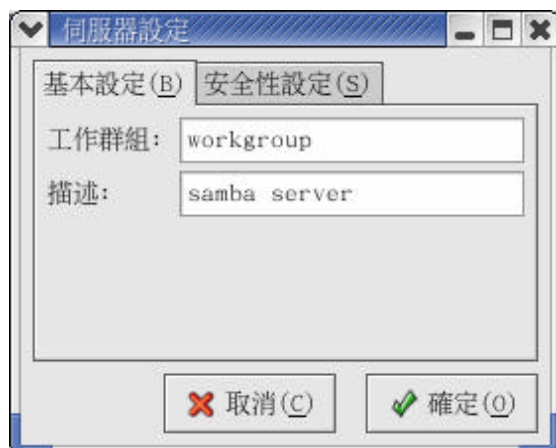 伺服器設定
基本設定(B) 安全性設定(S)
工作群組: workgroup
描述: samba server
取消(C) 確定(O)